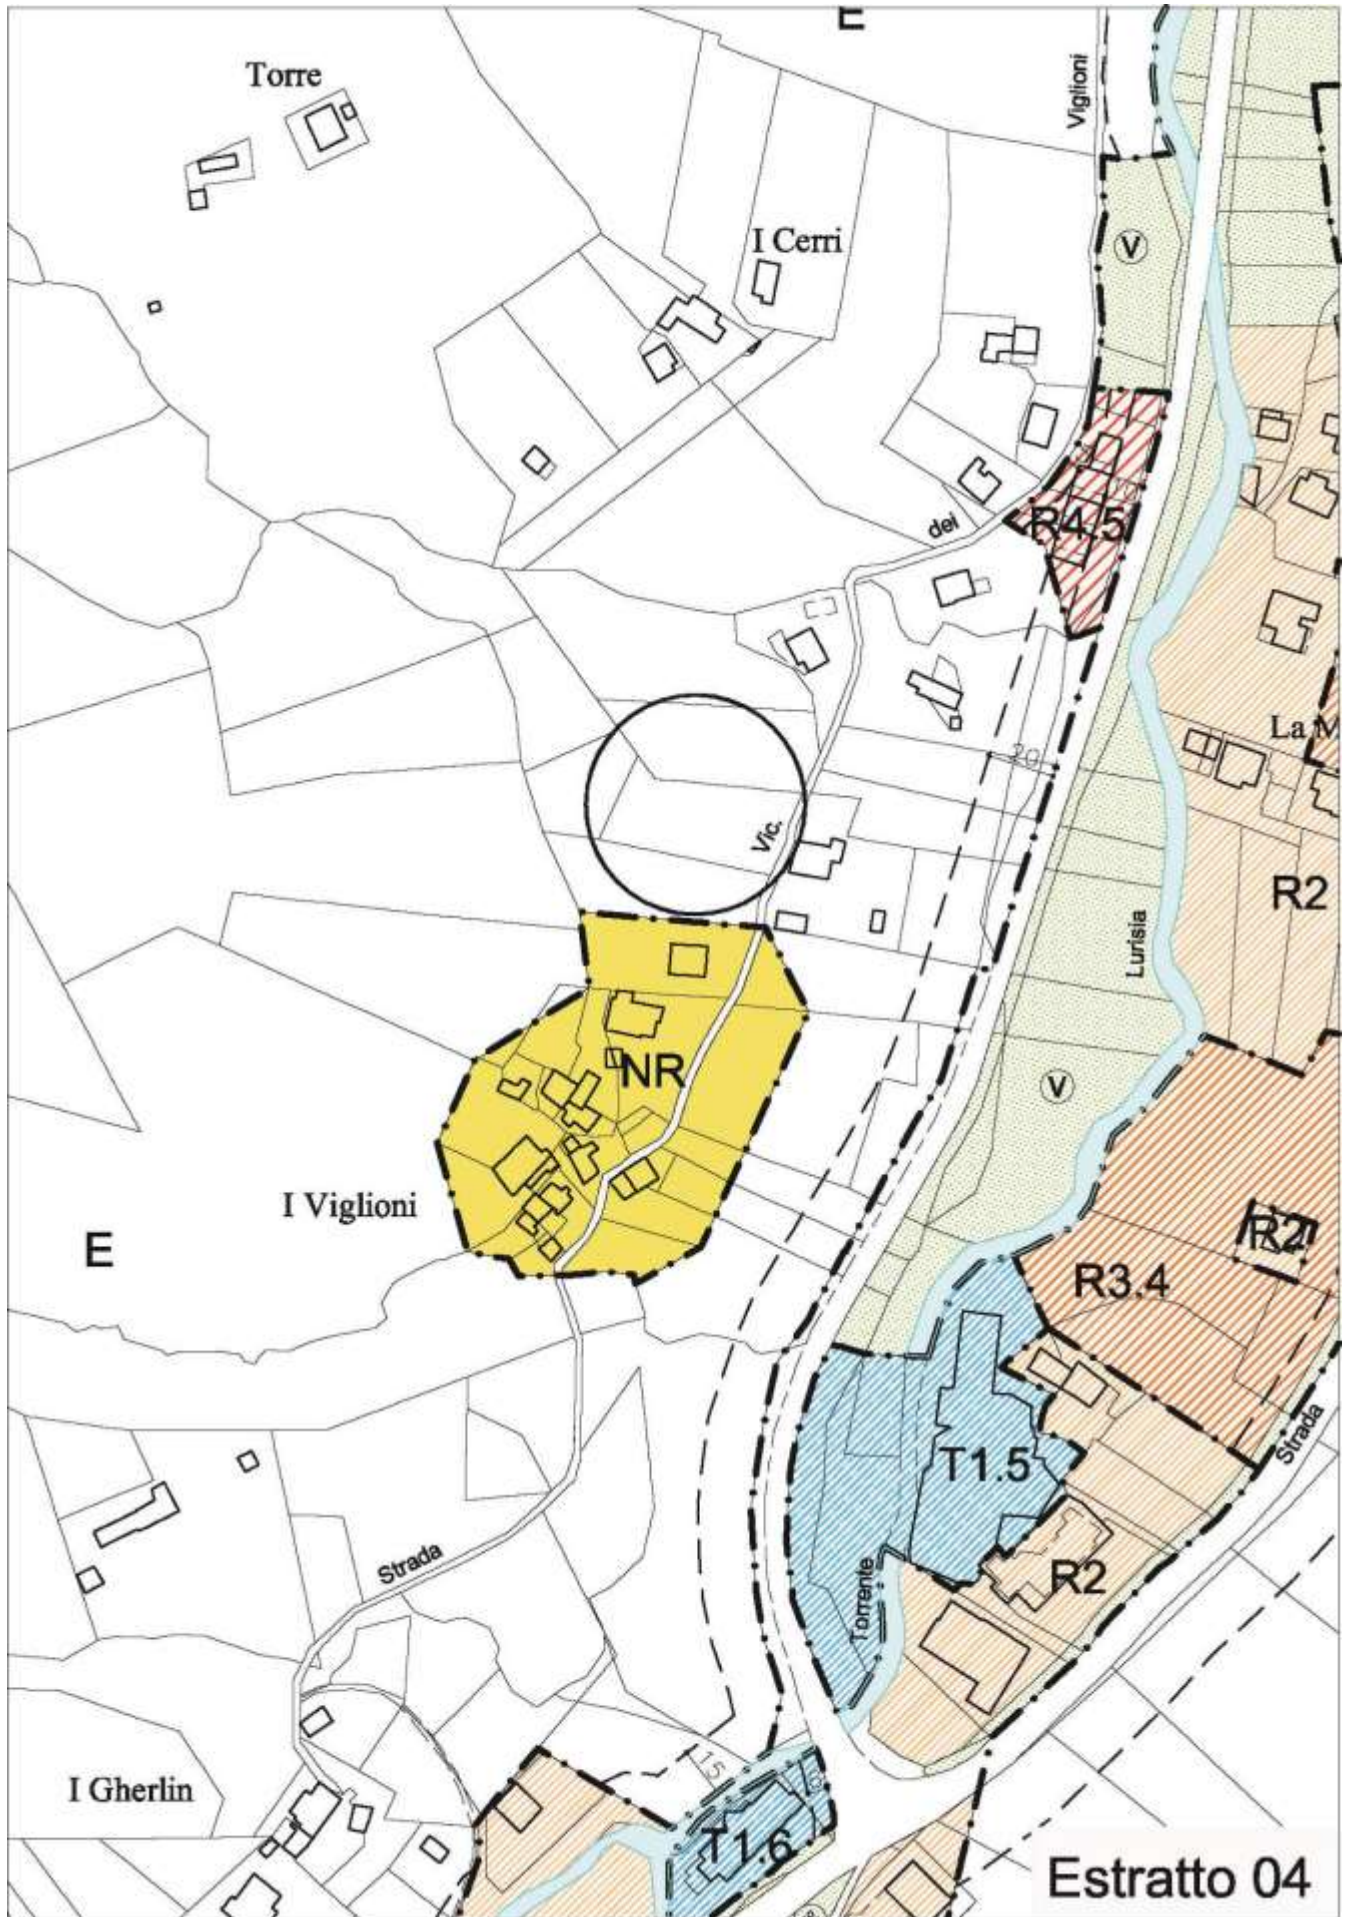 E
Torre
Viglioni
I Cerri
V
R4.5
dei
La M
20
Vic.
R2
Lurisia
NR
V
I Viglioni
E
R2
R3.4
Strada
T1.5
Strada
R2
Torrente
15
I Gherlin
T1.6
Estratto 04